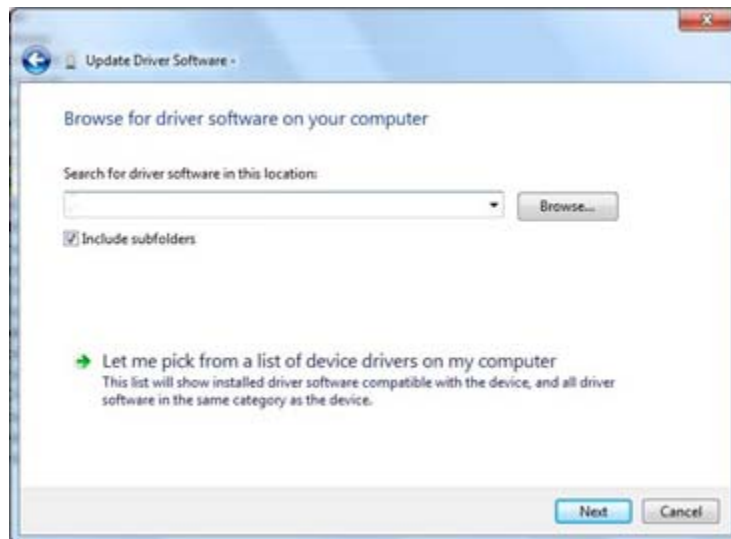 Update Driver Software -
Browse for driver software on your computer
Search for driver software in this location:
Browse...
Include subfolders
Let me pick from a list of device drivers on my computer
This list will show installed driver software compatible with the device, and all driver
software in the same category as the device.
Next
Cancel